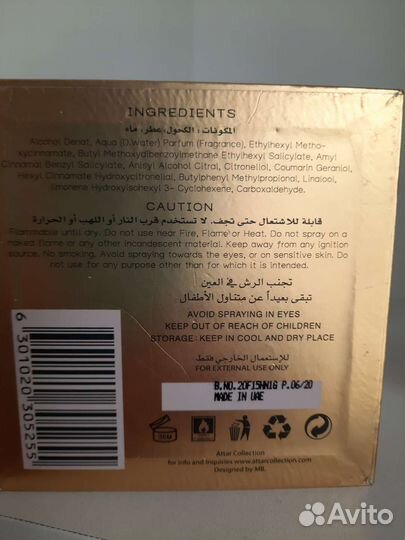 INGREDIENTS
المكونات: الكحول, عطر, ماء
Alcohol Denat, Aqua (D.Water) Parfum (Fragrance), Ethylhexyl Metho-
xycinnamate, Butyl Methoxydibenzoylmethane Ethylhexyl Salicylate, Amyl
Cinnamal Benzyl Salicylate, Anisyl Alcohol Citral, Citronellol, Coumarin Geraniol,
Hexyl Cinnamate Hydroxycitronellal, Butylphenyl Methylpropional, Linalool,
limonene Hydroxyisohexyl 3- Cyclohexene, Carboxaldehyde.
CAUTION
قابلة للاشتعال حتى تجف. لا تستخدم قرب النار أو اللهب أو الحرارة
Flammable until dry. Do not use near Fire, Flame or Heat. Do not spray on a
naked flame or any other incandescent material. Keep away from any ignition
source. No smoking. Avoid spraying towards the eyes, or on sensitive skin. Do
not use for any purpose other than for which it is intended.
تجنب الرش في العين
تبقى بعيداً عن متناول الأطفال
AVOID SPRAYING IN EYES
KEEP OUT OF REACH OF CHILDREN
STORAGE: KEEP IN COOL AND DRY PLACE
للإستعمال الخارجي فقط
FOR EXTERNAL USE ONLY
B.NO.20F15NN1G P.06/20
MADE IN UAE
6 301020 305255
36M
Attar Collection
for info and Inquiries www.attarcollection.com
Designed by MB.
Avito